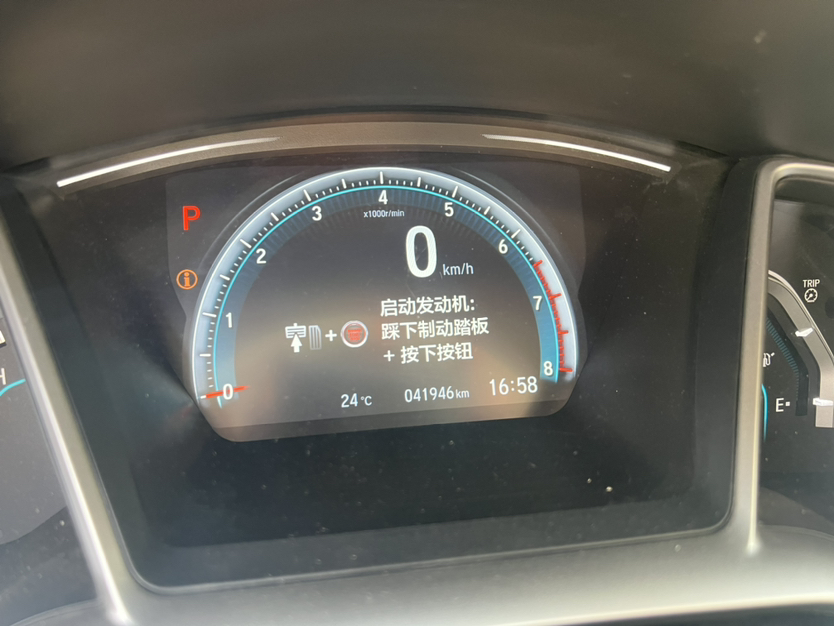 P
4
3
5
x1000r/min
2
6
0 km/h
1
7
启动发动机:
踩下制动踏板
+ 按下按钮
+
0
8
24°C
041946km
16:58
TRIP
E
H